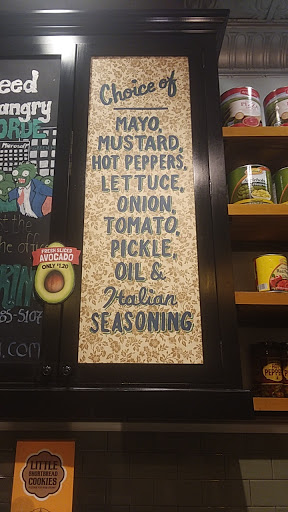 Choice of
MAYO,
MUSTARD,
HOT PEPPERS,
LETTUCE,
ONION,
TOMATO,
PICKLE,
OIL &
Italian
SEASONING
FRESH SLICED
AVOCADO
ONLY $1.20
LITTLE
SHORTBREAD
COOKIES